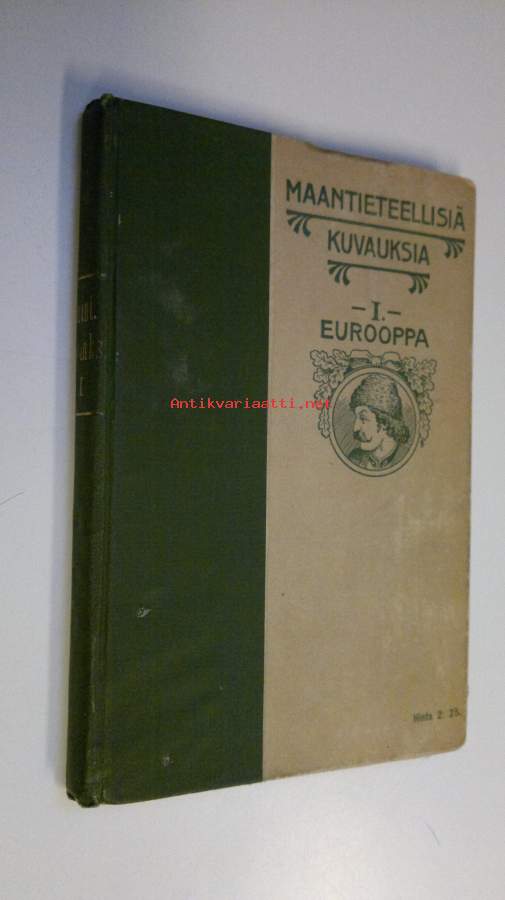 MAANTIETEELLISIÄ
KUVAUKSIA
– I. –
EUROOPPA
Antikvariaatti.net
Hinta 2: 25.
I